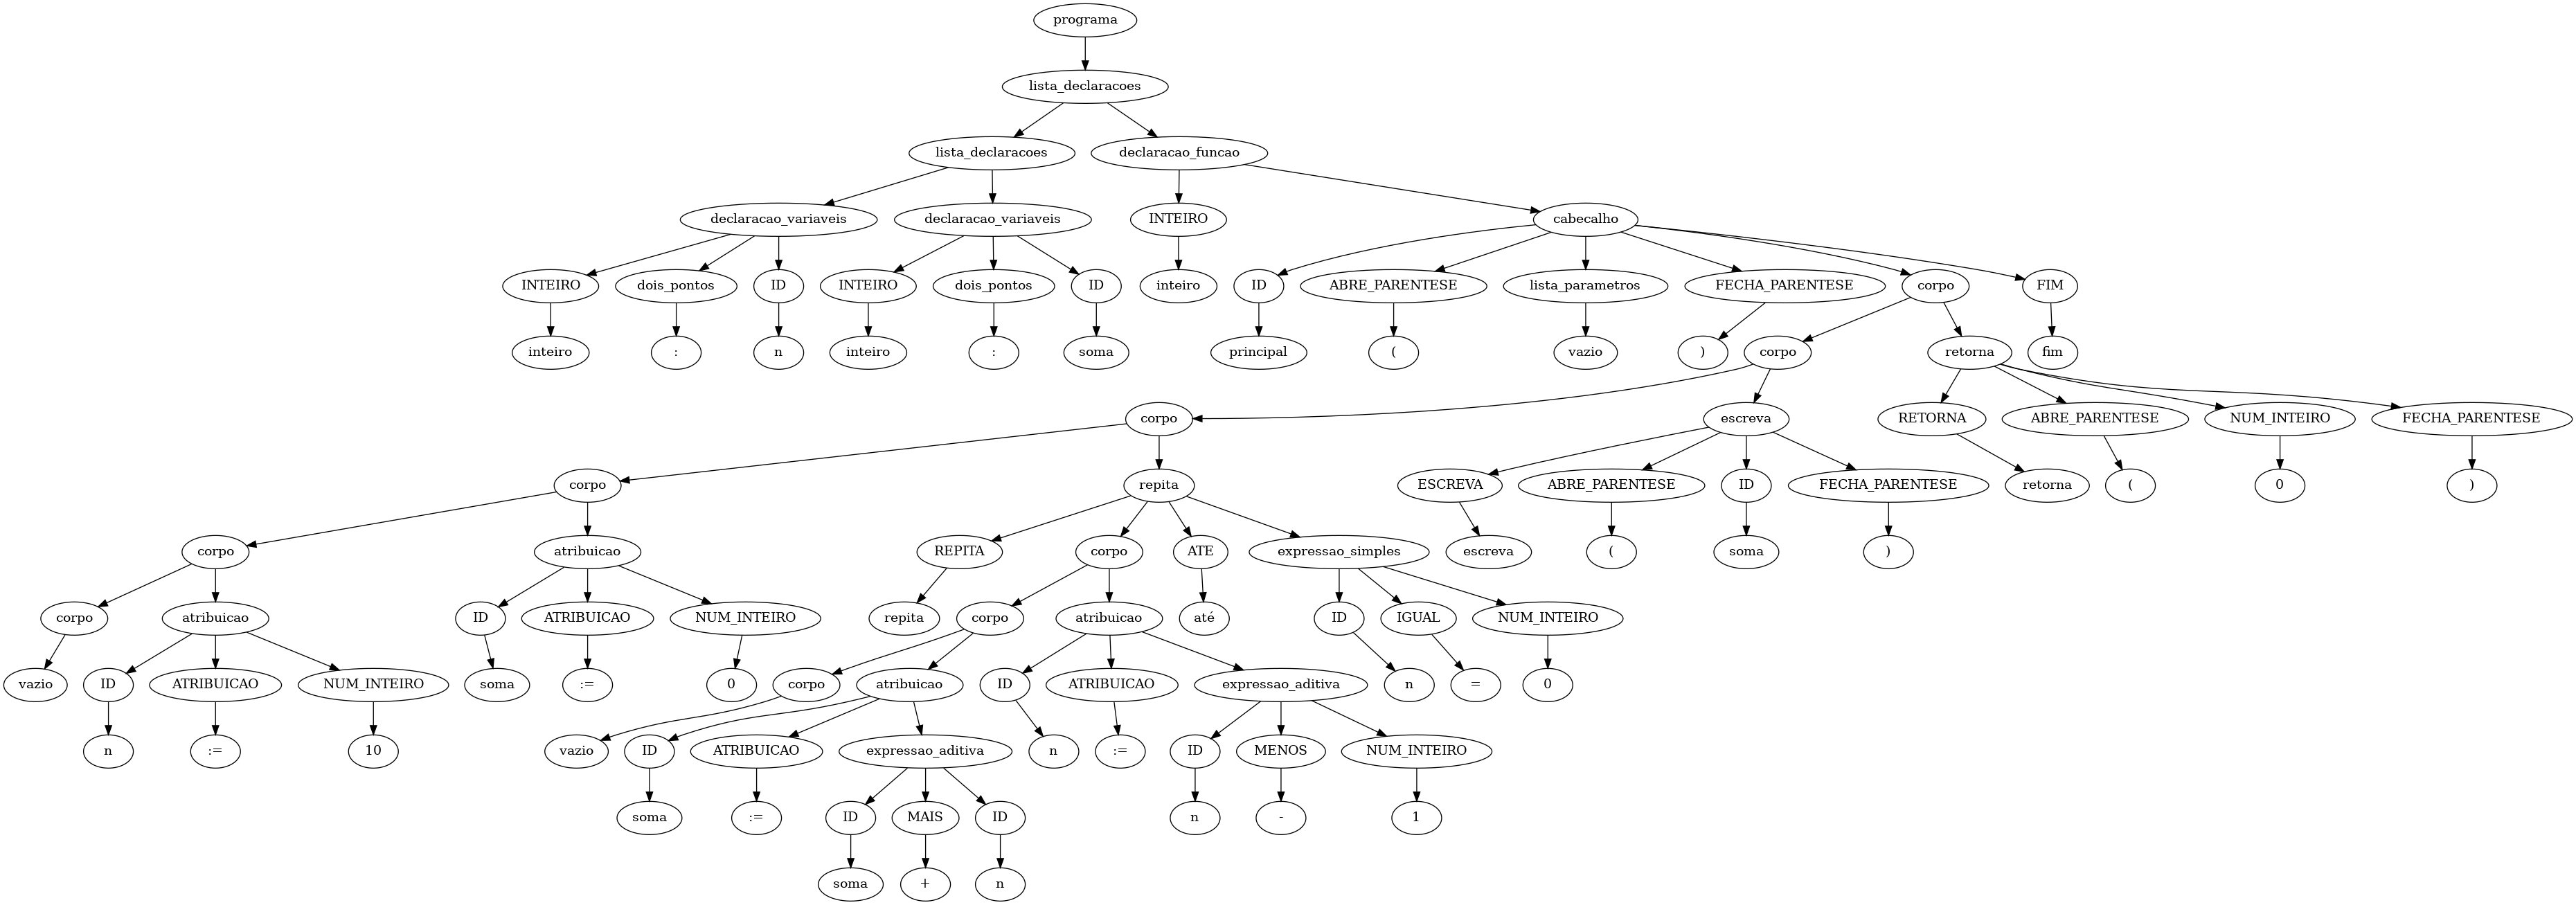 programa
lista_declaracoes
lista_declaracoes declaracao_funcao
declaracao_variaveis declaracao_variaveis INTEIRO cabecalho
INTEIRO dois_pontos ID INTEIRO dois_pontos ID inteiro ID ABRE_PARENTESE lista_parametros FECHA_PARENTESE corpo FIM
inteiro : n inteiro : soma principal ( vazio ) corpo retorna fim
corpo escreva RETORNA ABRE_PARENTESE NUM_INTEIRO FECHA_PARENTESE
corpo repita ESCREVA ABRE_PARENTESE ID FECHA_PARENTESE retorna ( 0 )
corpo atribuicao REPITA corpo ATE expressao_simples escreva ( soma )
corpo atribuicao ID ATRIBUICAO NUM_INTEIRO repita corpo atribuicao até ID IGUAL NUM_INTEIRO
vazio ID ATRIBUICAO NUM_INTEIRO soma := 0 corpo atribuicao ID ATRIBUICAO expressao_aditiva n = 0
n := 10 vazio ID ATRIBUICAO expressao_aditiva n := ID MENOS NUM_INTEIRO
soma := ID MAIS ID n - 1
soma + n